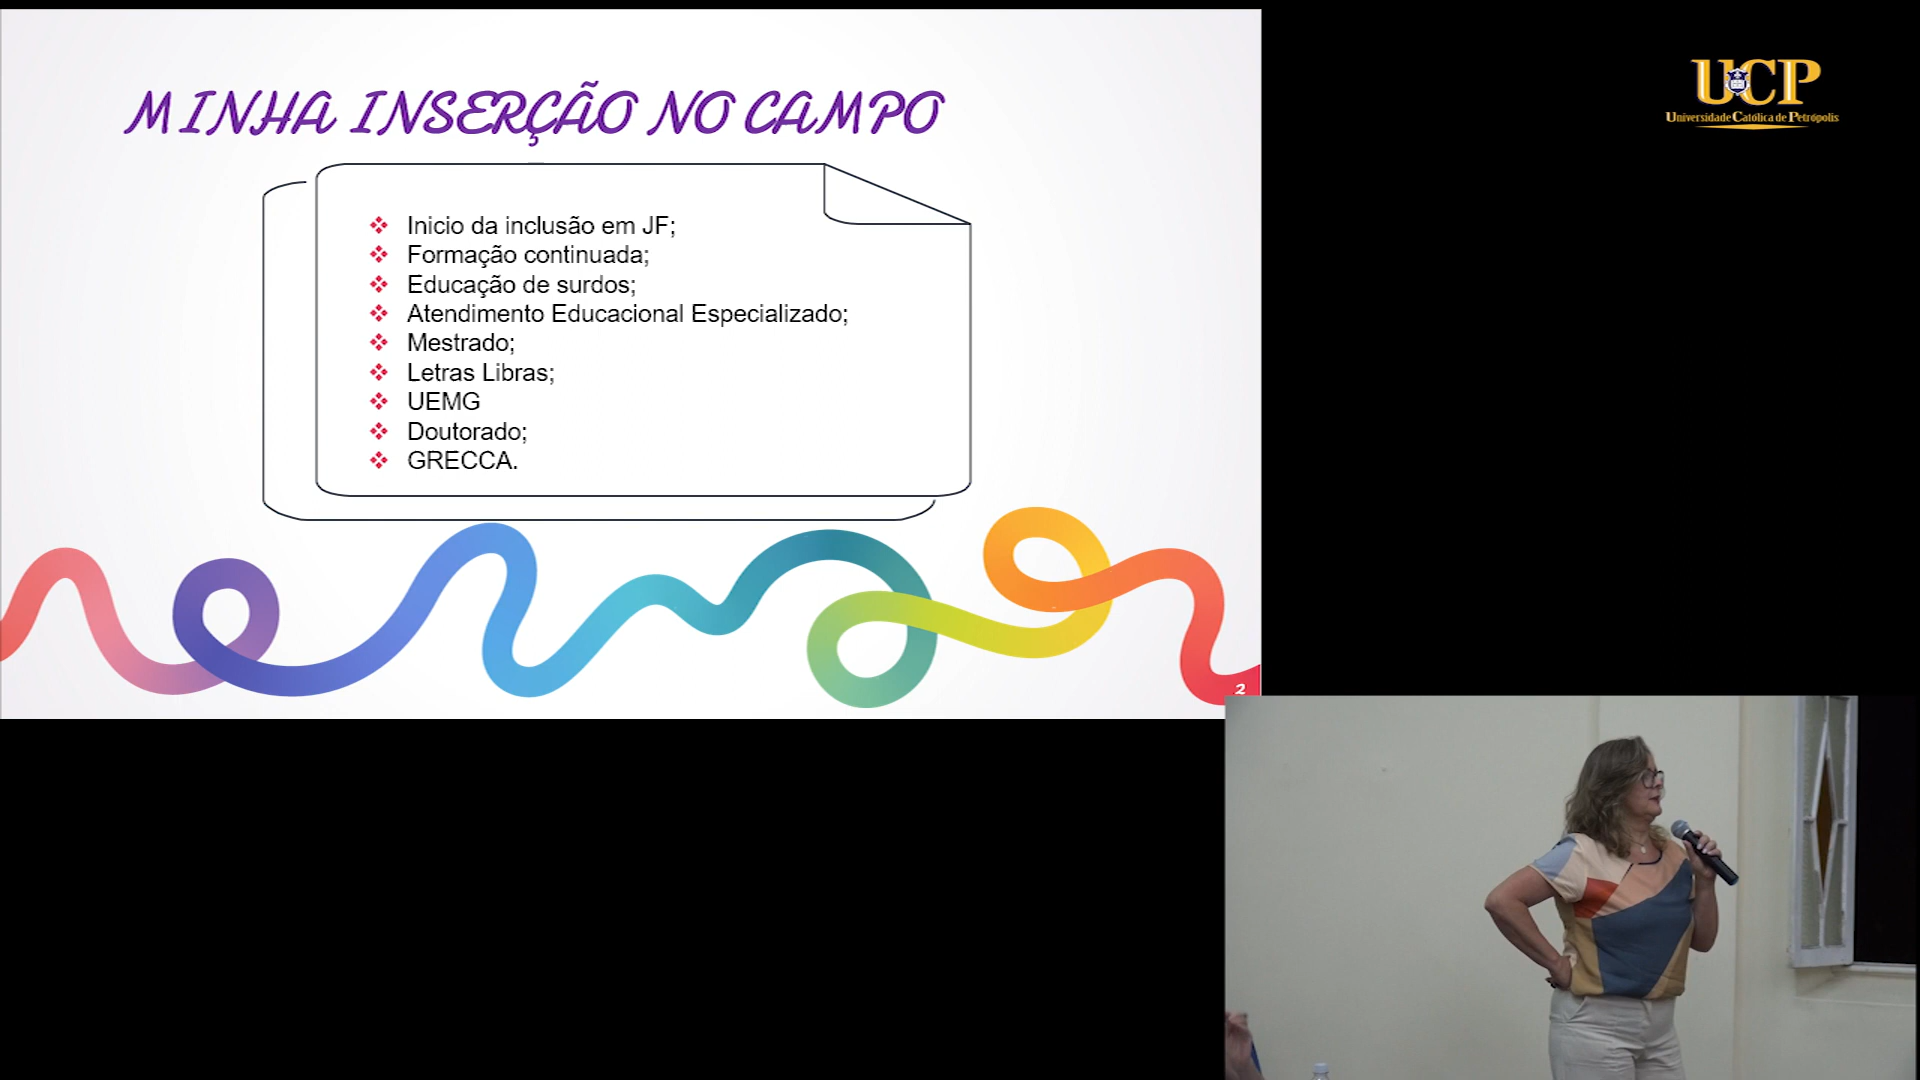 MINHA INSERÇÃO NO CAMPO
Inicio da inclusão em JF;
Formação continuada;
Educação de surdos;
Atendimento Educacional Especializado;
Mestrado;
Letras Libras;
UEMG
Doutorado;
GRECCA.
2
UCP
Universidade Católica de Petrópolis